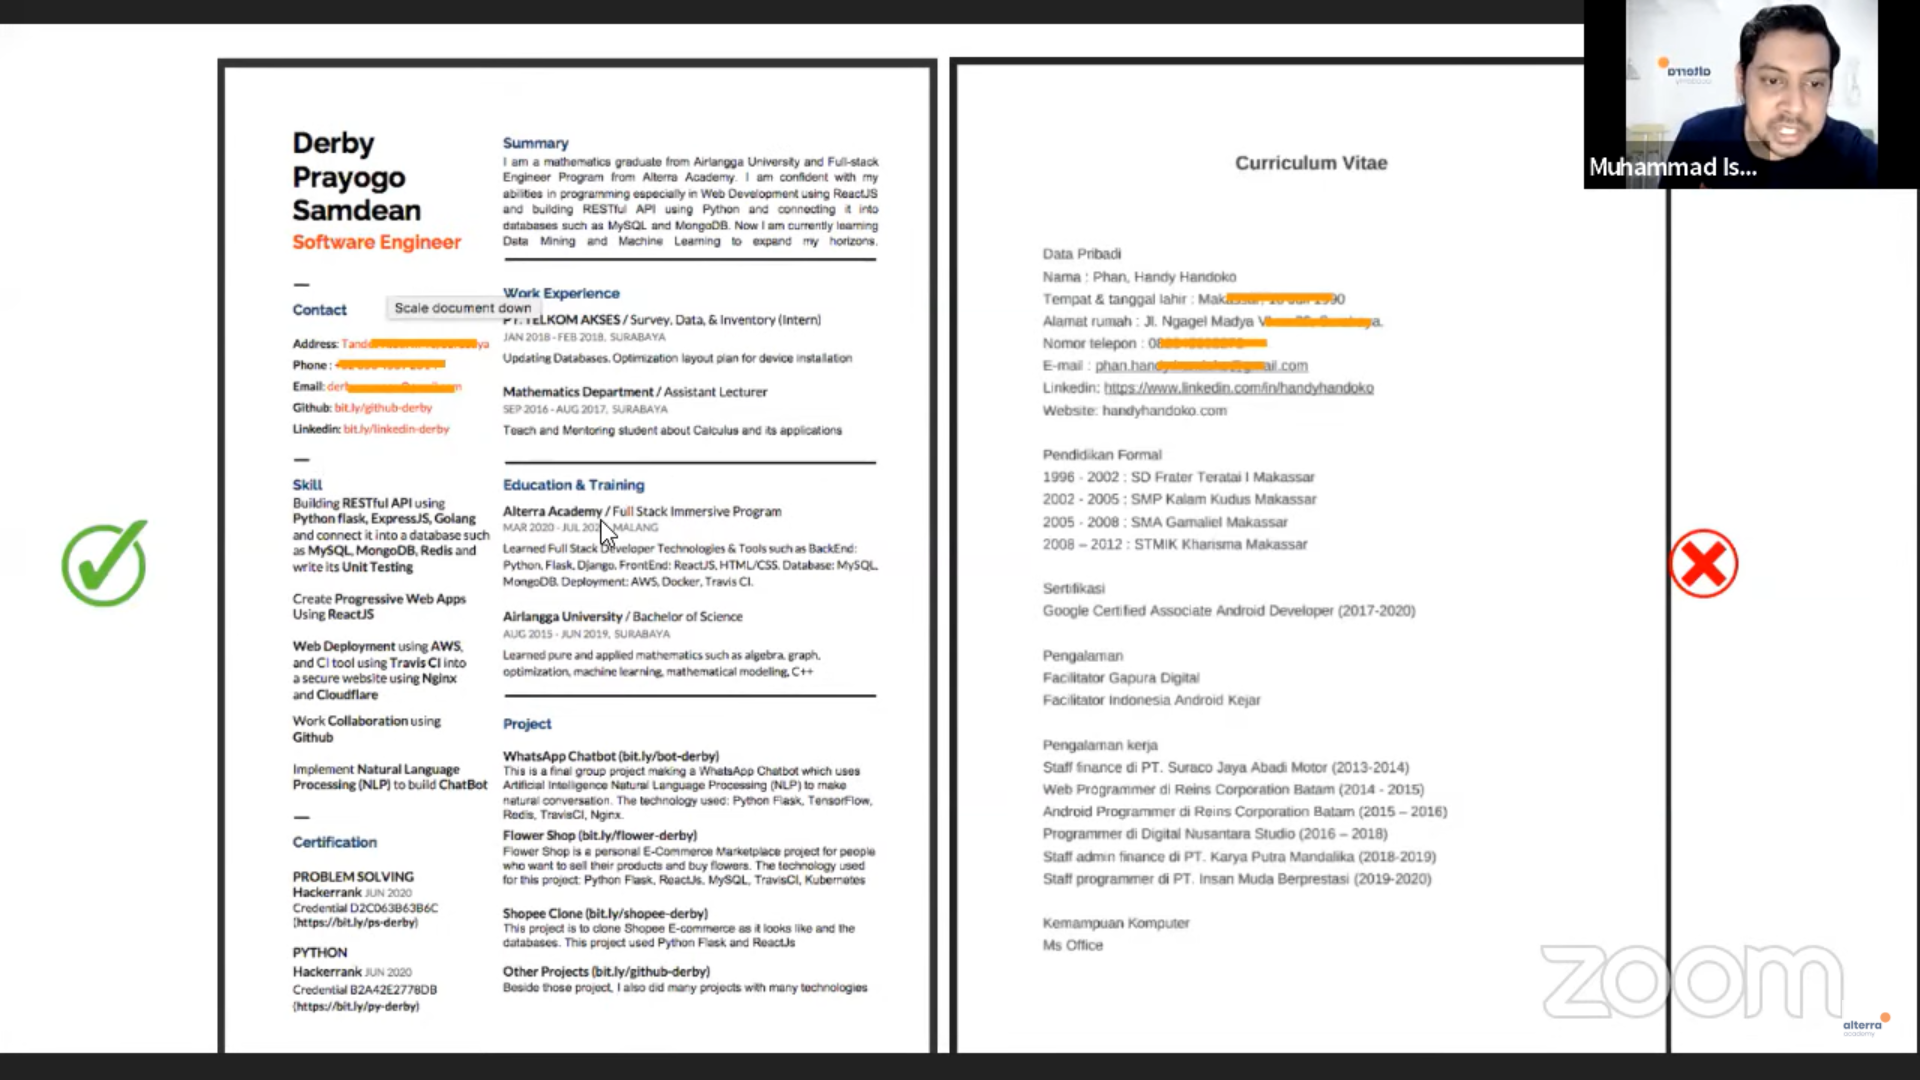 Derby
Prayogo
Samdean
Software Engineer
Contact
Scale document down
Address:
Phone :
Email:
Github: bit.ly/github-derby
Linkedin: bit.ly/linkedin-derby
Skill
Building RESTful API using
Python flask, ExpressJS, Golang
and connect it into a database such
as MySQL, MongoDB, Redis and
write its Unit Testing
Create Progressive Web Apps
Using ReactJS
Web Deployment using AWS,
and CI tool using Travis CI into
a secure website using Nginx
and Cloudflare
Work Collaboration using
Github
Implement Natural Language
Processing (NLP) to build ChatBot
Certification
PROBLEM SOLVING
Hackerrank JUN 2020
Credential D2C063B63B6C
(https://bit.ly/ps-derby)
PYTHON
Hackerrank JUN 2020
Credential B2A42E2778DB
(https://bit.ly/py-derby)
Summary
I am a mathematics graduate from Airlangga University and Full-stack
Engineer Program from Alterra Academy. I am confident with my
abilities in programming especially in Web Development using ReactJS
and building RESTful API using Python and connecting it into
databases such as MySQL and MongoDB. Now I am currently learning
Data Mining and Machine Learning to expand my horizons.
Work Experience
PT. TELKOM AKSES / Survey, Data, & Inventory (Intern)
JAN 2018 - FEB 2018, SURABAYA
Updating Databases. Optimization layout plan for device installation
Mathematics Department / Assistant Lecturer
SEP 2016 - AUG 2017, SURABAYA
Teach and Mentoring student about Calculus and its applications
Education & Training
Alterra Academy / Full Stack Immersive Program
MAR 2020 - JUL MALANG
Learned Full Stack Developer Technologies & Tools such as BackEnd:
Python, Flask, Django, FrontEnd: ReactJS, HTML/CSS. Database: MySQL,
MongoDB. Deployment: AWS, Docker, Travis CI.
Airlangga University / Bachelor of Science
AUG 2015 - JUN 2019, SURABAYA
Learned pure and applied mathematics such as algebra, graph,
optimization, machine learning, mathematical modeling, C++
Project
WhatsApp Chatbot (bit.ly/bot-derby)
This is a final group project making a WhatsApp Chatbot which uses
Artificial Intelligence Natural Language Processing (NLP) to make
natural conversation. The technology used: Python Flask, TensorFlow,
Redis, TravisCI, Nginx.
Flower Shop (bit.ly/flower-derby)
Flower Shop is a personal E-Commerce Marketplace project for people
who want to sell their products and buy flowers. The technology used
for this project: Python Flask, ReactJs, MySQL, TravisCI, Kubernetes
Shopee Clone (bit.ly/shopee-derby)
This project is to clone Shopee E-commerce as it looks like and the
databases. This project used Python Flask and ReactJs
Other Projects (bit.ly/github-derby)
Beside those project, I also did many projects with many technologies
Curriculum Vitae
Data Pribadi
Nama : Phan, Handy Handoko
Tempat & tanggal lahir :
Alamat rumah : Jl. Ngagel Madya
Nomor telepon :
E-mail :
Linkedin: https://www.linkedin.com/in/handyhandoko
Website: handyhandoko.com
Pendidikan Formal
1996 - 2002 : SD Frater Teratai I Makassar
2002 - 2005 : SMP Kalam Kudus Makassar
2005 - 2008 : SMA Gamaliel Makassar
2008 – 2012 : STMIK Kharisma Makassar
Sertifikasi
Google Certified Associate Android Developer (2017-2020)
Pengalaman
Facilitator Gapura Digital
Facilitator Indonesia Android Kejar
Pengalaman kerja
Staff finance di PT. Suraco Jaya Abadi Motor (2013-2014)
Web Programmer di Reins Corporation Batam (2014 - 2015)
Android Programmer di Reins Corporation Batam (2015 – 2016)
Programmer di Digital Nusantara Studio (2016 – 2018)
Staff admin finance di PT. Karya Putra Mandalika (2018-2019)
Staff programmer di PT. Insan Muda Berprestasi (2019-2020)
Kemampuan Komputer
Ms Office
alterra
Muhammad Is...
zoom
alterra
academy